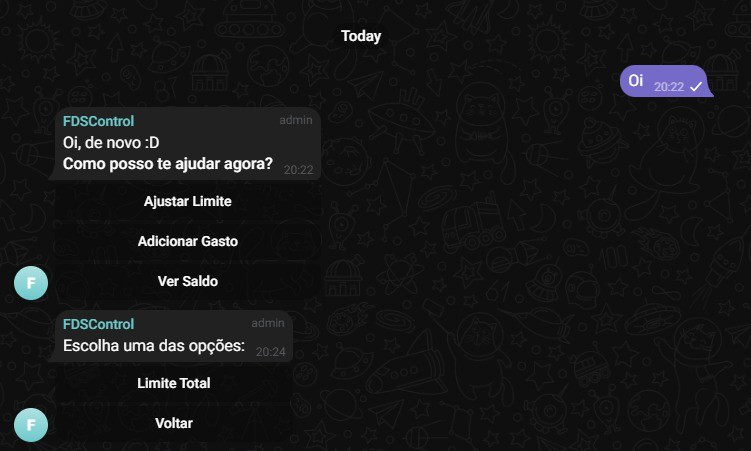 Today
Oi 20:22
FDSControl admin
Oi, de novo :D
Como posso te ajudar agora? 20:22
Ajustar Limite
Adicionar Gasto
Ver Saldo
F
FDSControl admin
Escolha uma das opções: 20:24
Limite Total
Voltar
F